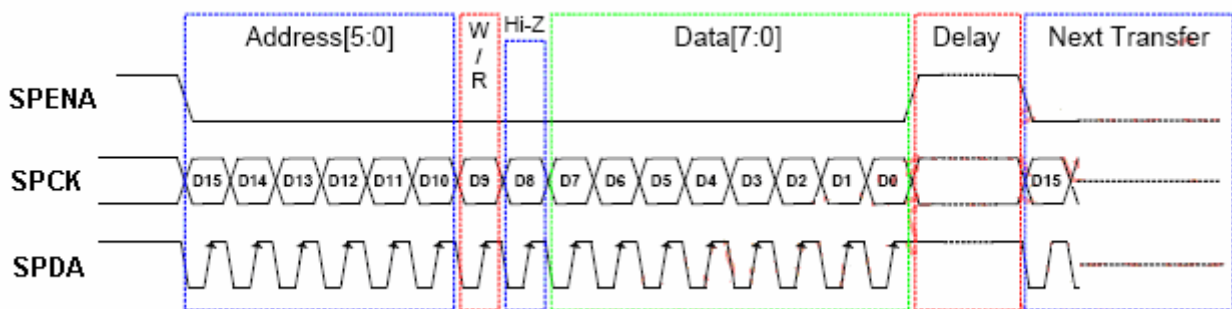 Address[5:0] W / R Hi-Z Data[7:0] Delay Next Transfer
SPENA
SPCK D15 D14 D13 D12 D11 D10 D9 D8 D7 D6 D5 D4 D3 D2 D1 D0 D15
SPDA